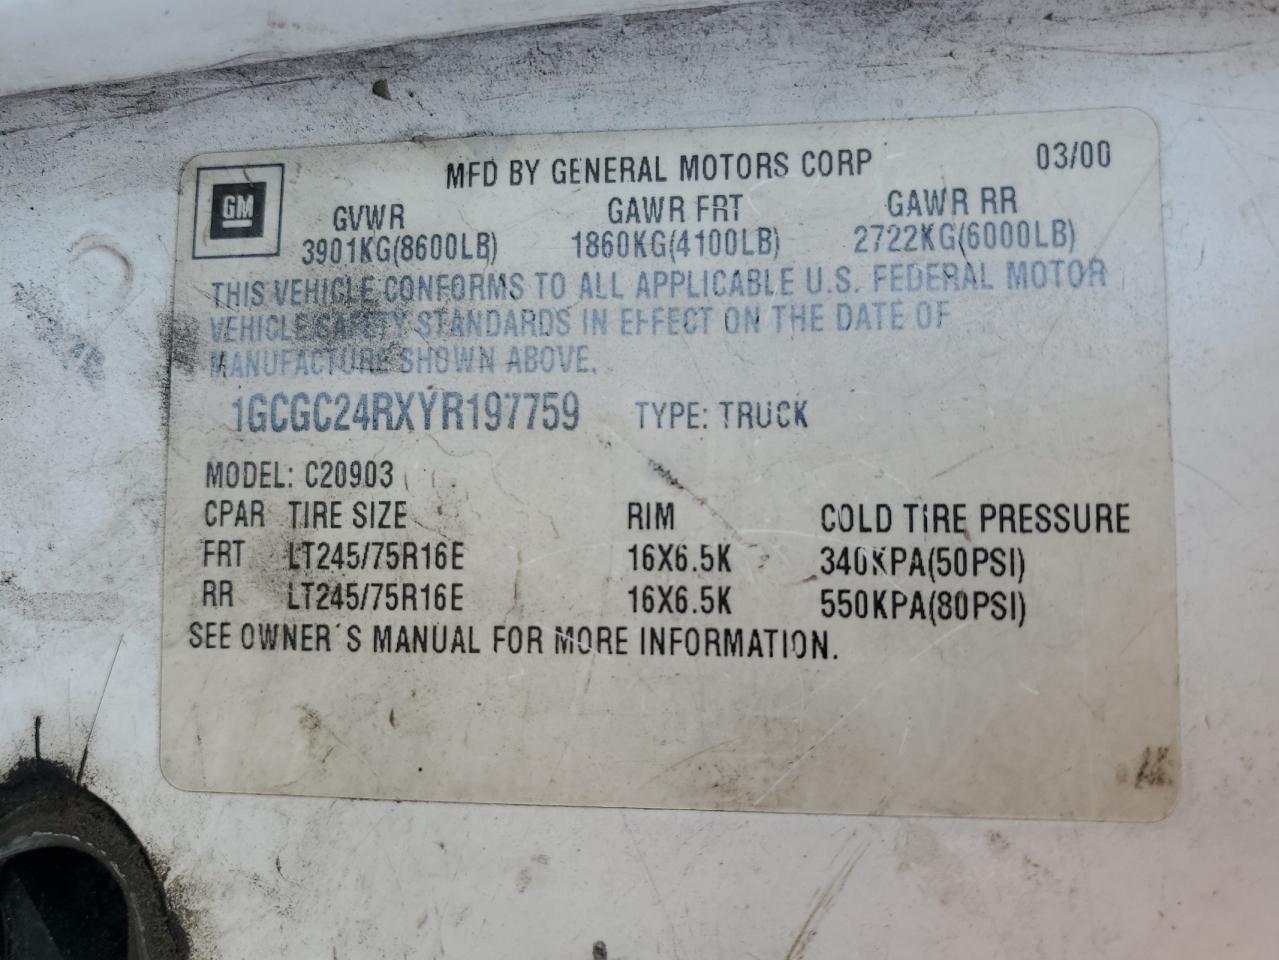 MFD BY GENERAL MOTORS CORP 03/00
GM
GVWR GAWR FRT GAWR RR
3901KG(8600LB) 1860KG(4100LB) 2722KG(6000LB)
THIS VEHICLE CONFORMS TO ALL APPLICABLE U.S. FEDERAL MOTOR
VEHICLE SAFETY STANDARDS IN EFFECT ON THE DATE OF
MANUFACTURE SHOWN ABOVE.
1GCGC24RXYR197759 TYPE: TRUCK
MODEL: C20903
CPAR TIRE SIZE RIM COLD TIRE PRESSURE
FRT LT245/75R16E 16X6.5K 340KPA(50PSI)
RR LT245/75R16E 16X6.5K 550KPA(80PSI)
SEE OWNER'S MANUAL FOR MORE INFORMATION.